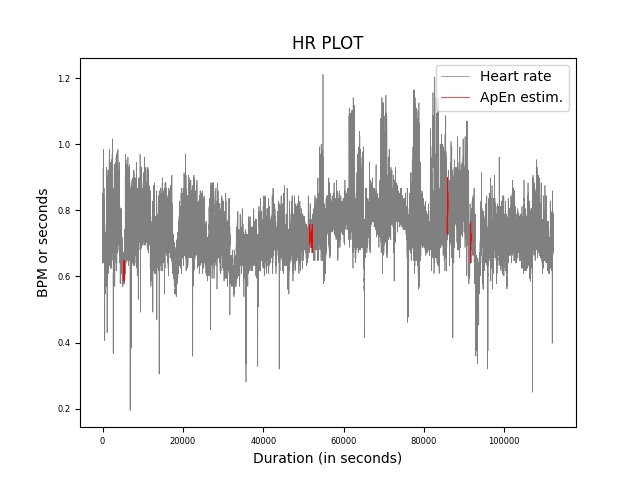 HR PLOT
Heart rate
ApEn estim.
BPM or seconds
1.2
1.0
0.8
0.6
0.4
0.2
0
20000
40000
60000
80000
100000
Duration (in seconds)